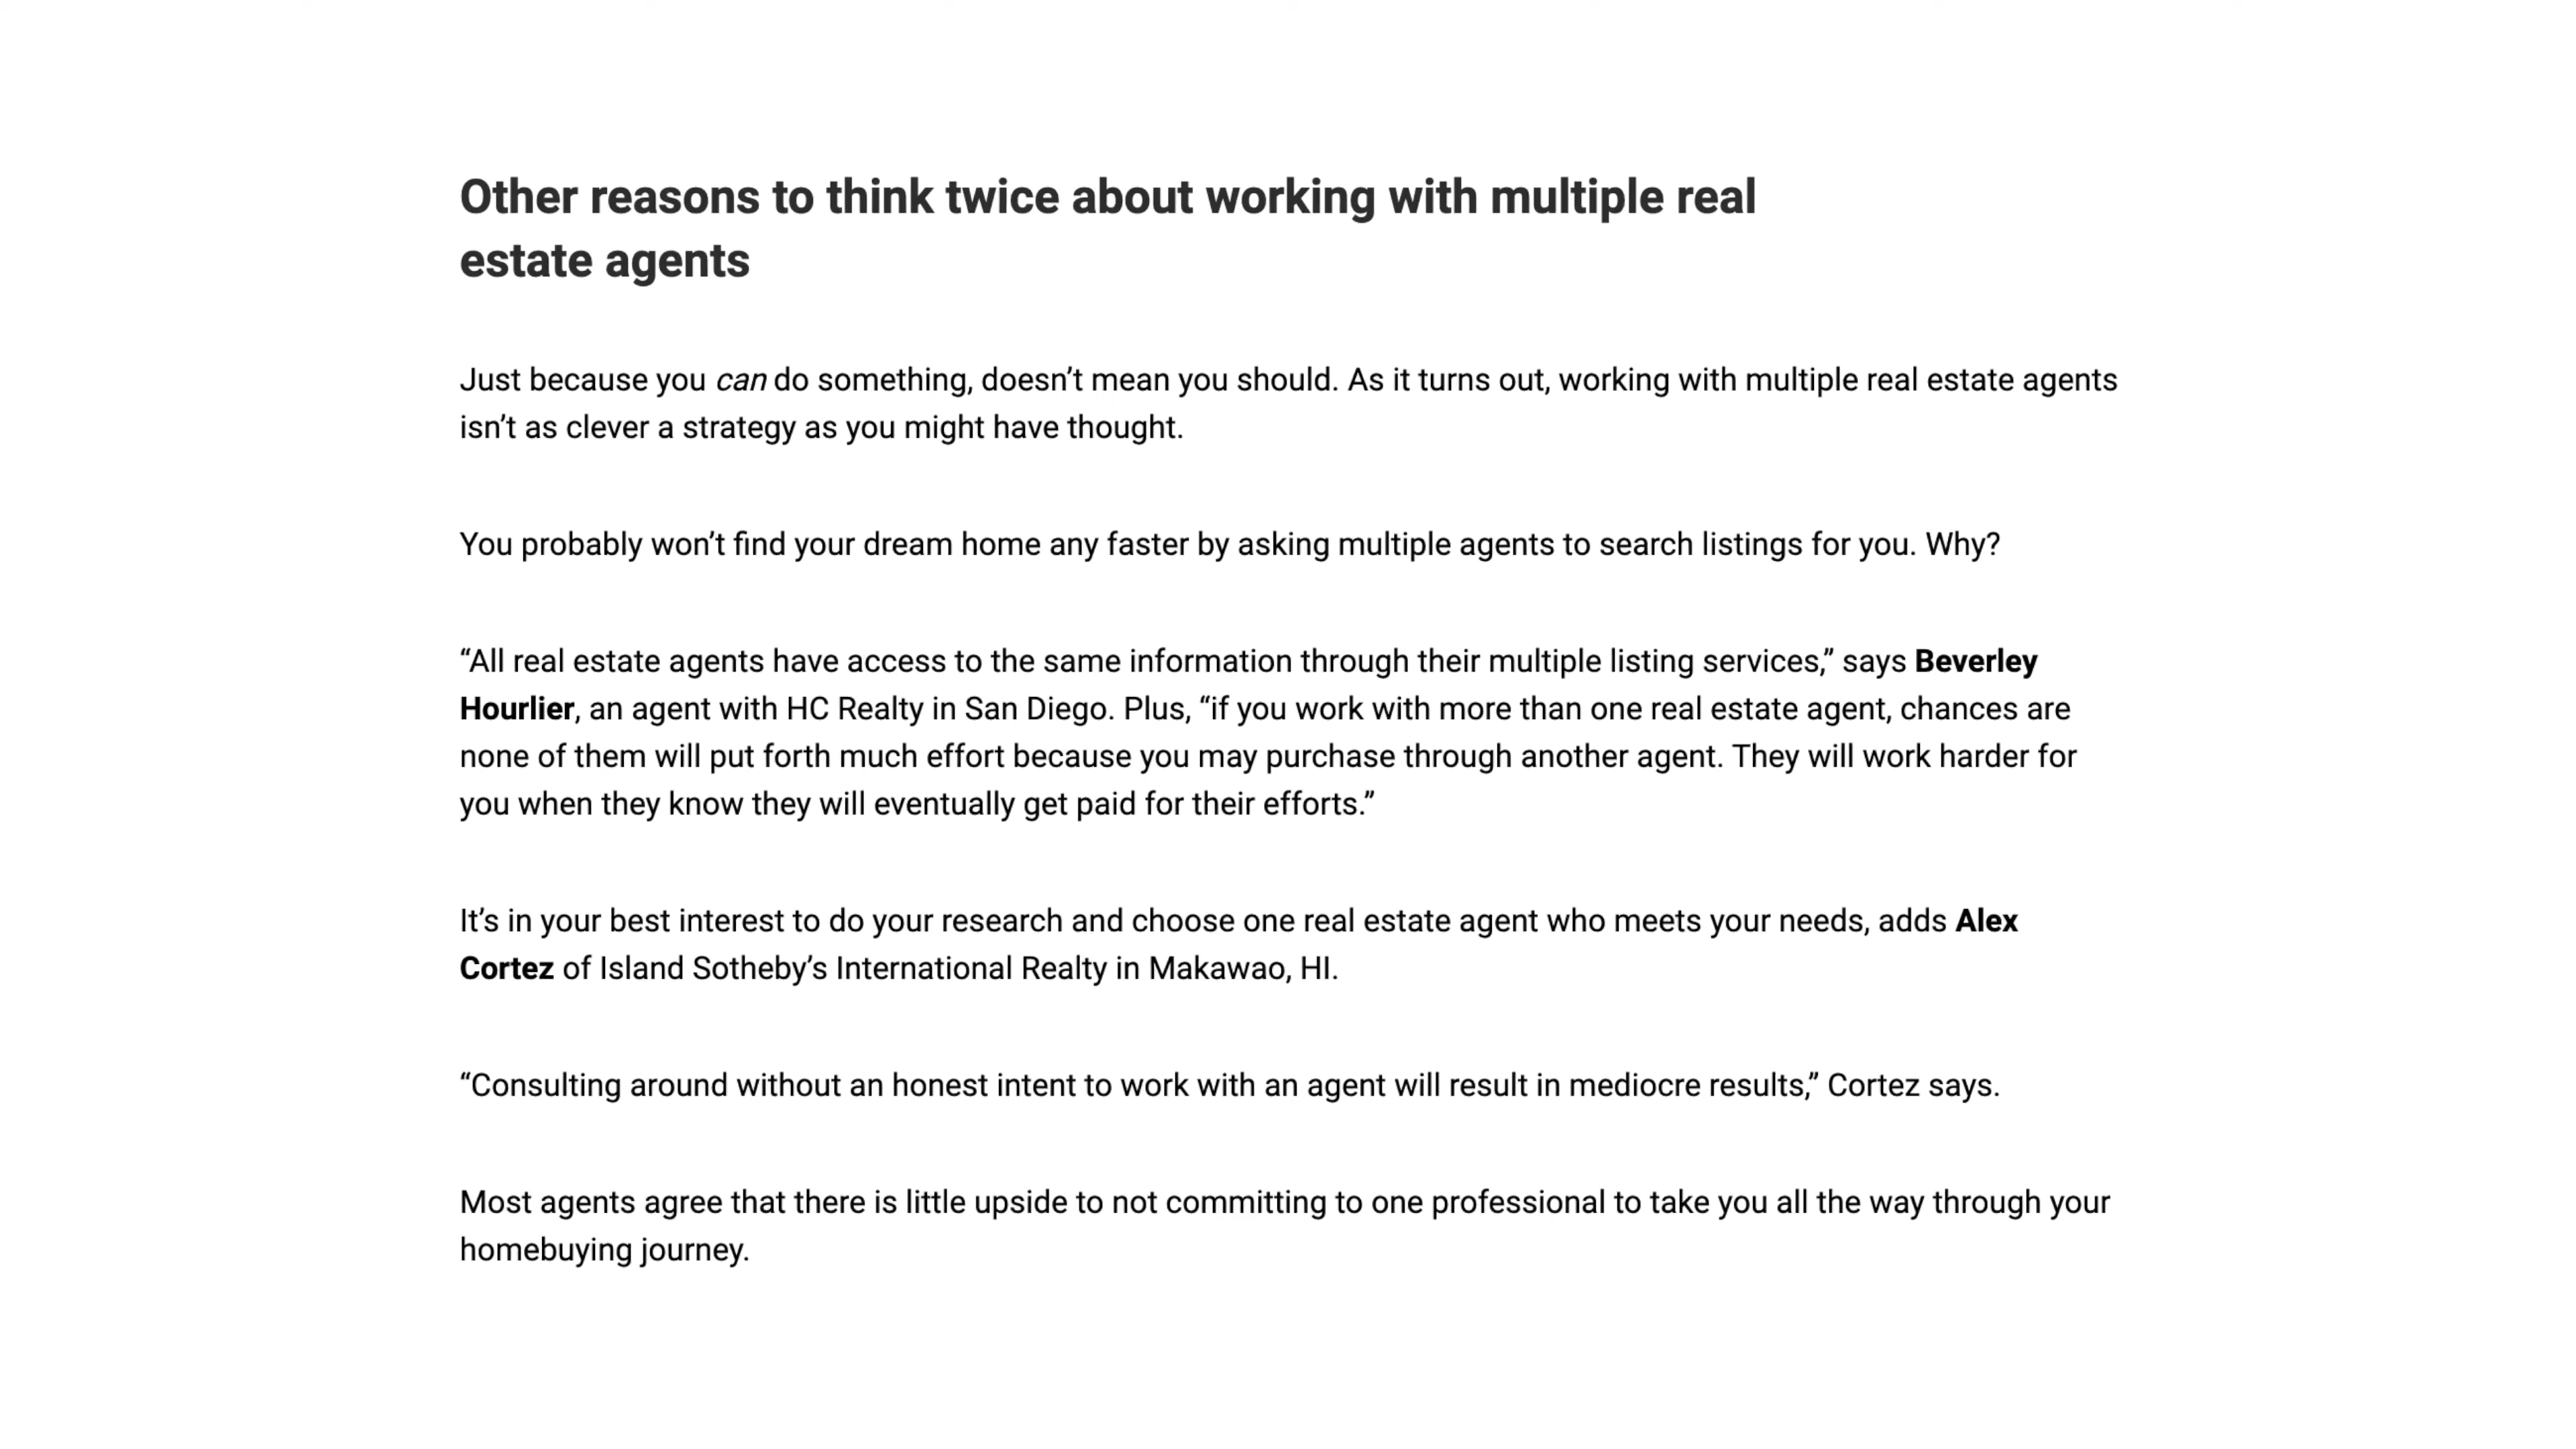 Other reasons to think twice about working with multiple real
estate agents
Just because you can do something, doesn’t mean you should. As it turns out, working with multiple real estate agents
isn’t as clever a strategy as you might have thought.
You probably won’t find your dream home any faster by asking multiple agents to search listings for you. Why?
“All real estate agents have access to the same information through their multiple listing services,” says Beverley
Hourlier, an agent with HC Realty in San Diego. Plus, “if you work with more than one real estate agent, chances are
none of them will put forth much effort because you may purchase through another agent. They will work harder for
you when they know they will eventually get paid for their efforts.”
It’s in your best interest to do your research and choose one real estate agent who meets your needs, adds Alex
Cortez of Island Sotheby’s International Realty in Makawao, HI.
“Consulting around without an honest intent to work with an agent will result in mediocre results,” Cortez says.
Most agents agree that there is little upside to not committing to one professional to take you all the way through your
homebuying journey.